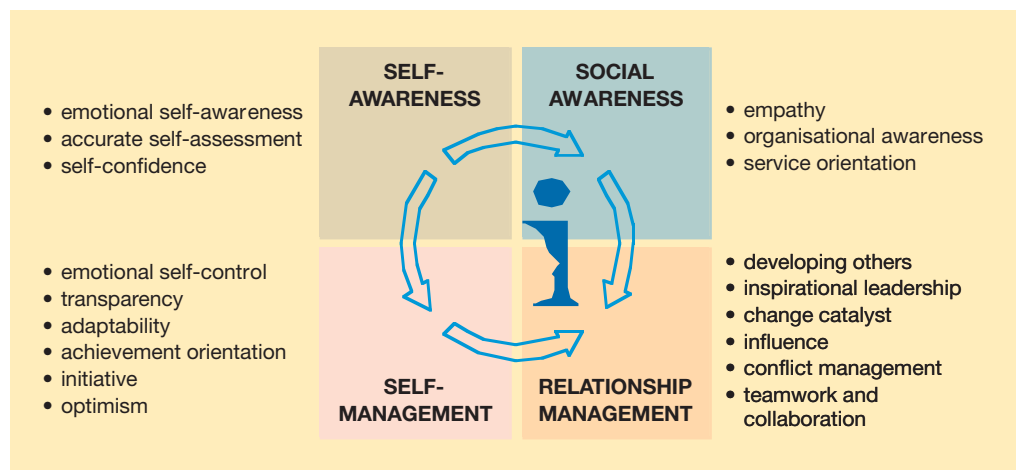 SELF-
AWARENESS
SOCIAL
AWARENESS
• emotional self-awareness
• accurate self-assessment
• self-confidence
• empathy
• organisational awareness
• service orientation
i
• emotional self-control
• transparency
• adaptability
• achievement orientation
• initiative
• optimism
• developing others
• inspirational leadership
• change catalyst
• influence
• conflict management
• teamwork and
collaboration
SELF-
MANAGEMENT
RELATIONSHIP
MANAGEMENT